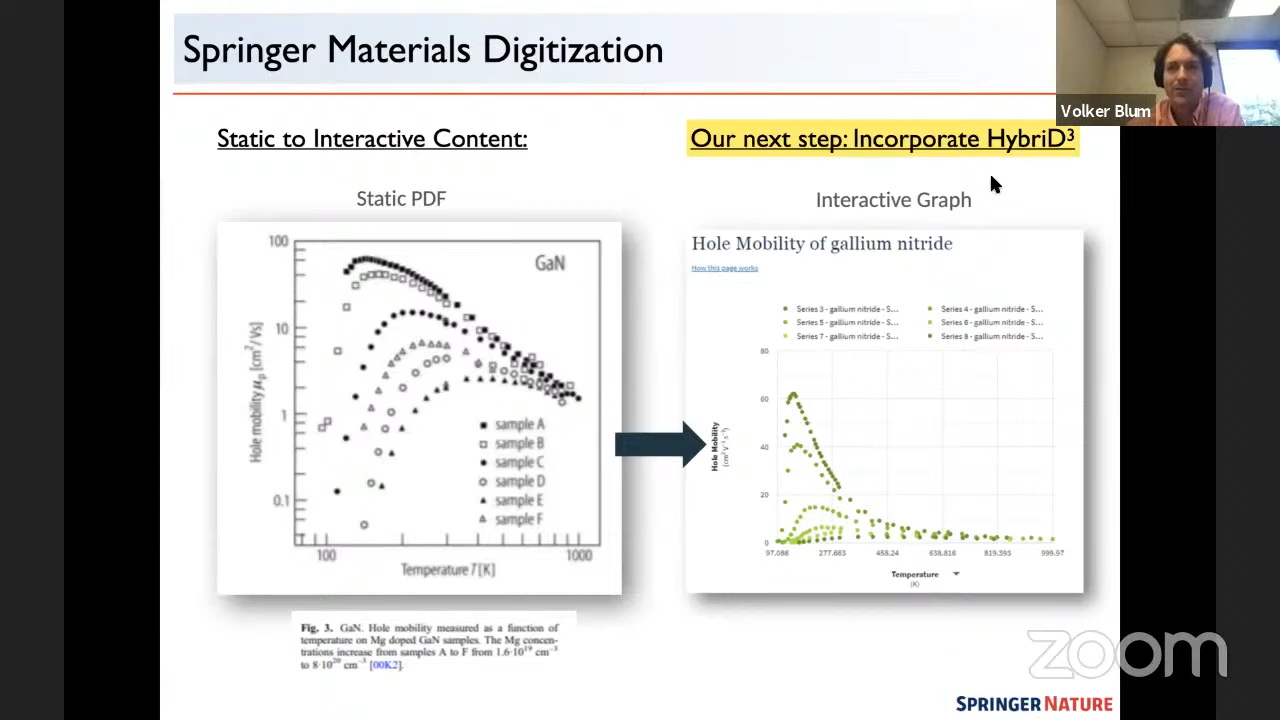 Springer Materials Digitization
Volker Blum
Static to Interactive Content:
Our next step: Incorporate HybriD³
Static PDF
Interactive Graph
100
10
1
0.1
Hole mobility μp [cm²/Vs]
GaN
sample A
sample B
sample C
sample D
sample E
sample F
100
1000
Temperature T [K]
Fig. 3. GaN. Hole mobility measured as a function of
temperature on Mg doped GaN samples. The Mg concen-
trations increase from samples A to F from 1.6·10¹⁹ cm⁻³
to 8·10²⁰ cm⁻³ [00K2].
Hole Mobility of gallium nitride
How this page works
Series 3 - gallium nitride - S...
Series 4 - gallium nitride - S...
Series 5 - gallium nitride - S...
Series 6 - gallium nitride - S...
Series 7 - gallium nitride - S...
Series 8 - gallium nitride - S...
80
60
40
20
0
Hole Mobility
(cm² V⁻¹ s⁻¹)
97.086
277.665
458.24
638.816
819.395
999.97
Temperature
(K)
zoom
SPRINGER NATURE